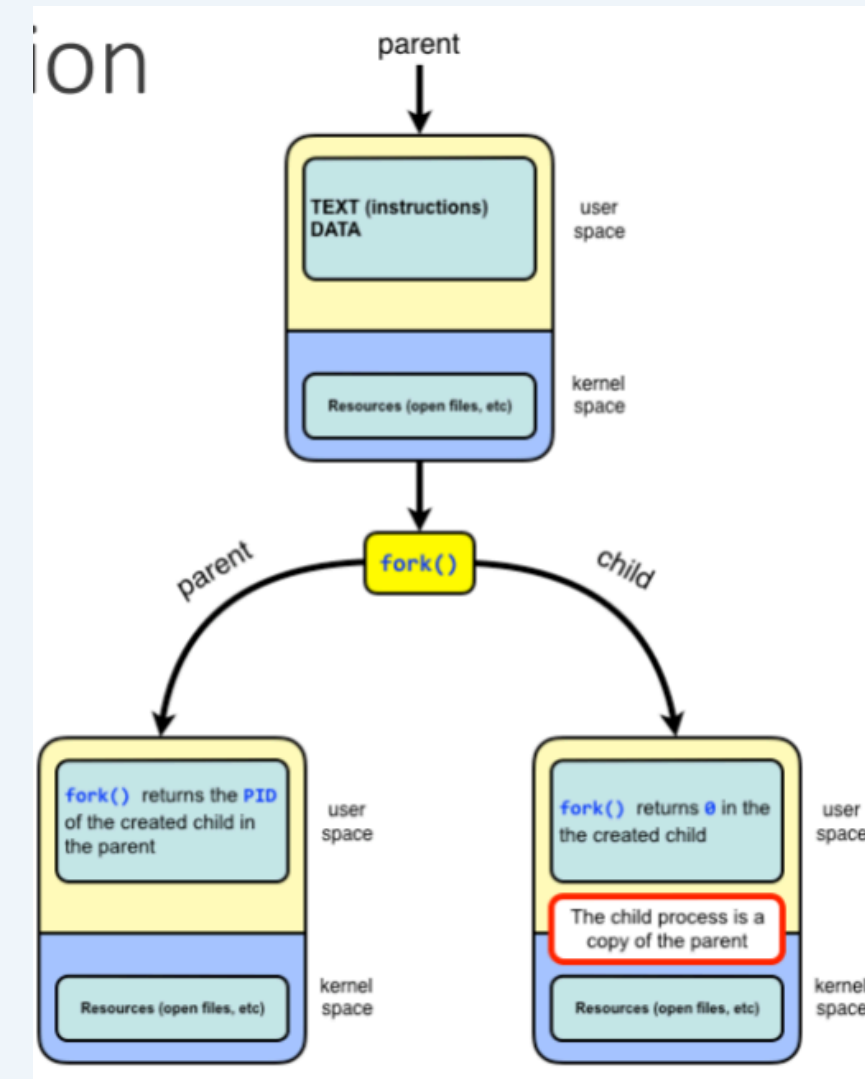 ion
parent
TEXT (instructions)
DATA
user
space
kernel
space
Resources (open files, etc)
fork()
parent
child
fork() returns the PID
of the created child in
the parent
user
space
fork() returns 0 in the
the created child
user
space
The child process is a
copy of the parent
kernel
space
Resources (open files, etc)
kernel
space
Resources (open files, etc)